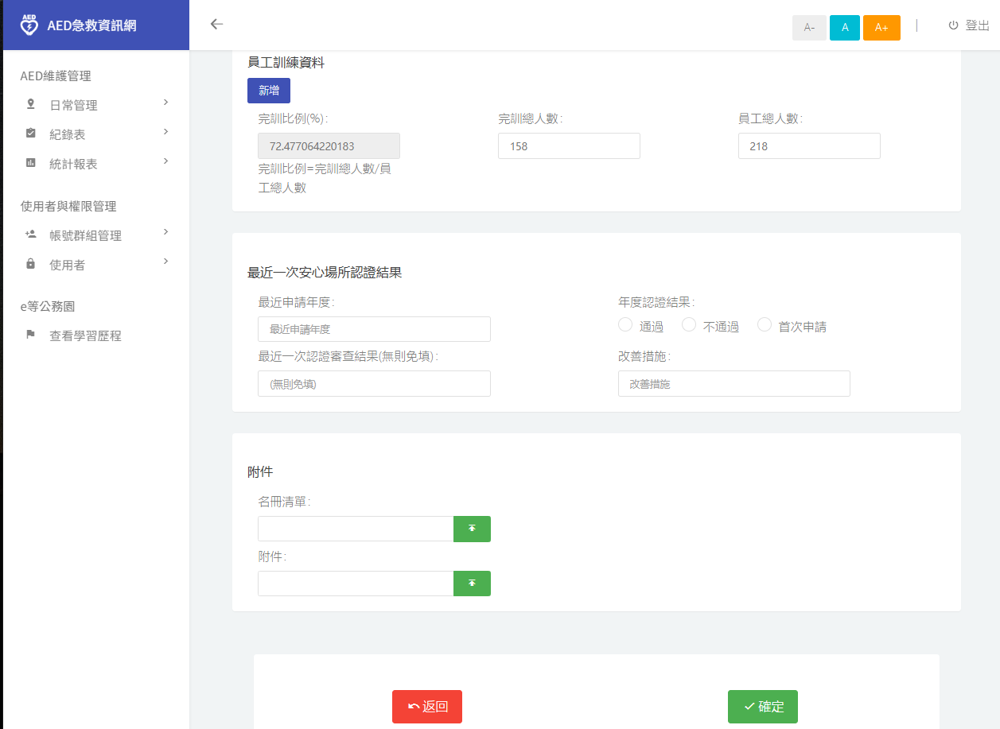 AED
AED急救資訊網
A-
A
A+
登出
AED維護管理
日常管理
紀錄表
統計報表
使用者與權限管理
帳號群組管理
使用者
e等公務園
查看學習歷程
員工訓練資料
新增
完訓比例(%):
完訓總人數:
員工總人數:
72.477064220183
158
218
完訓比例=完訓總人數/員
工總人數
最近一次安心場所認證結果
最近申請年度:
年度認證結果:
最近申請年度
通過
不通過
首次申請
最近一次認證審查結果(無則免填):
改善措施:
(無則免填)
改善措施
附件
名冊清單:
附件:
返回
確定